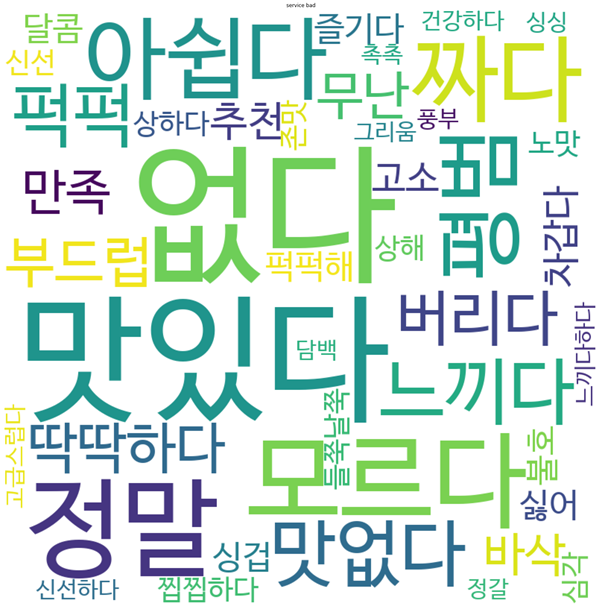 service bad
달콤
아쉽다
즐기다
건강하다
싱싱
신선
촉촉
짜다
퍽퍽
상하다
추천
존맛
무난
그리움
풍부
노맛
만족
없다
고소
평범
차갑다
부드럽
퍽퍽해
상해
맛있다
담백
버리다
느끼다하다
느끼다
고급스럽다
딱딱하다
들쭉날쭉
모르다
불호
정말
싫어
싱겁
맛없다
바삭
심각
신선하다
찝찝하다
정갈